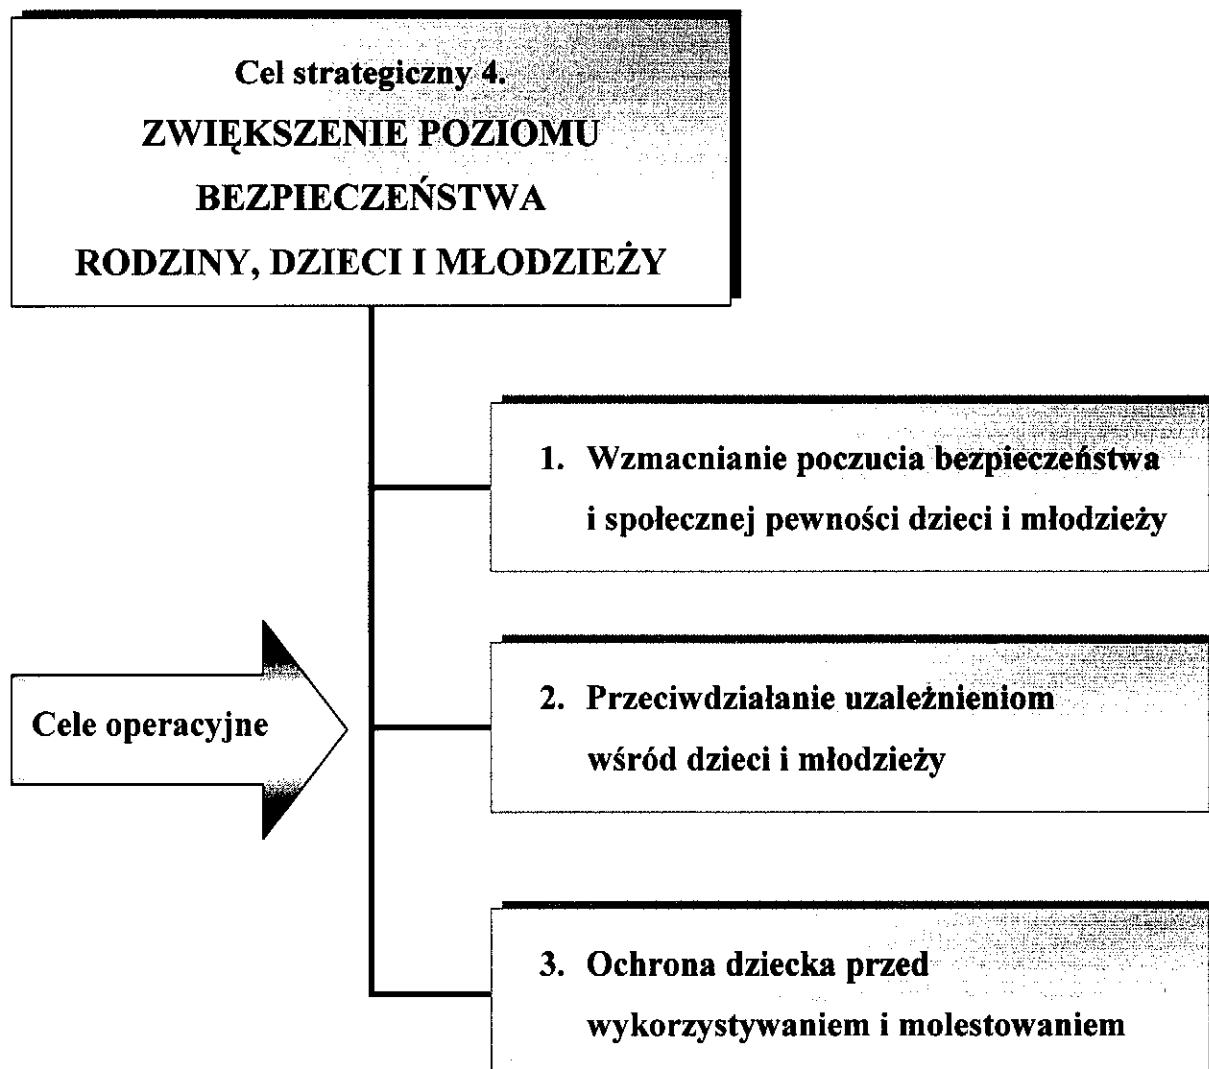 Cel strategiczny 4.
ZWIĘKSZENIE POZIOMU
BEZPIECZEŃSTWA
RODZINY, DZIECI I MŁODZIEŻY
1. Wzmacnianie poczucia bezpieczeństwa
i społecznej pewności dzieci i młodzieży
Cele operacyjne
2. Przeciwdziałanie uzależnieniom
wśród dzieci i młodzieży
3. Ochrona dziecka przed
wykorzystywaniem i molestowaniem